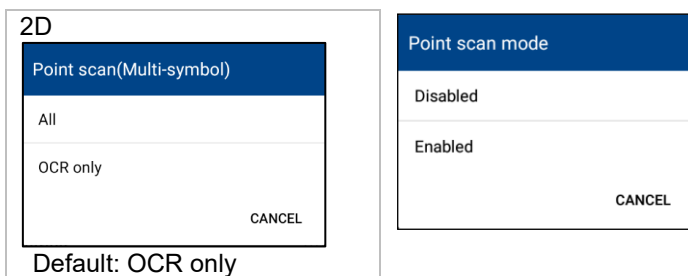 2D
Point scan(Multi-symbol)
All
OCR only
CANCEL
Default: OCR only
Point scan mode
Disabled
Enabled
CANCEL